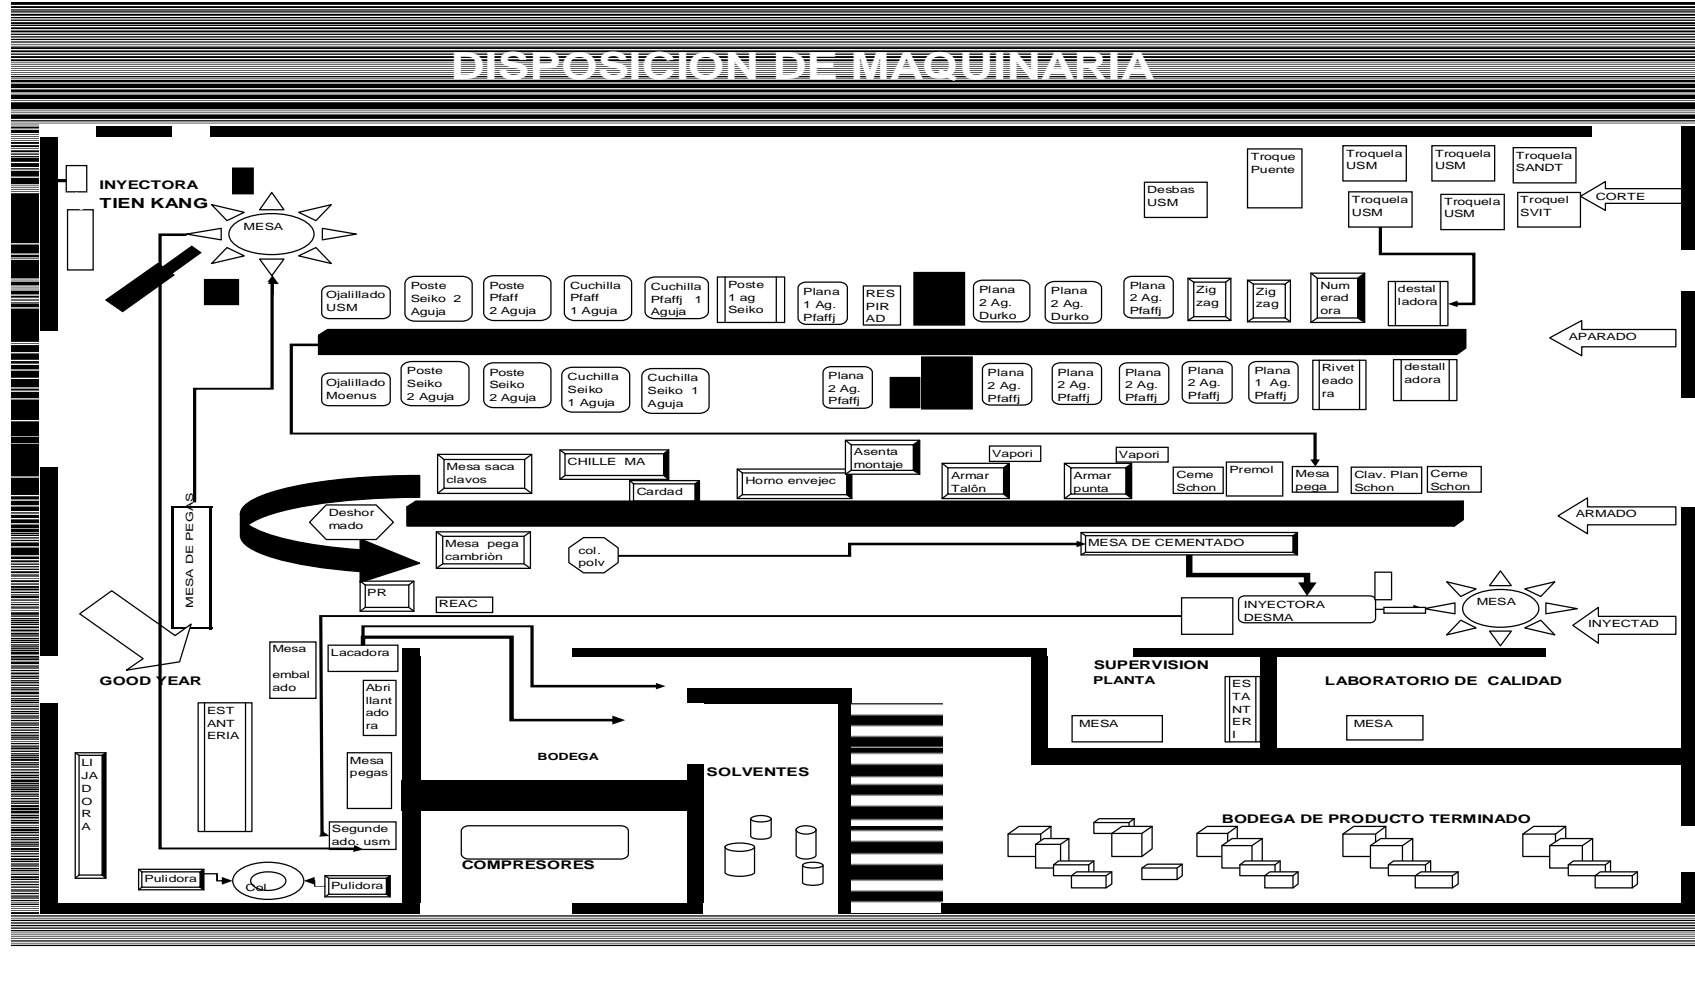 DISPOSICION DE MAQUINARIA
INYECTORA
TIEN KANG
MESA
Desbas
USM
Troque
Puente
Troquela
USM
Troquela
USM
Troquela
SANDT
Troquela
USM
Troquela
USM
Troquel
SVIT
CORTE
Ojalillado
USM
Poste
Seiko 2
Aguja
Poste
Pfaff
2 Aguja
Cuchilla
Pfaff
1 Aguja
Cuchilla
Pfaffj 1
Aguja
Poste
1 ag
Seiko
Plana
1 Ag.
Pfaffj
RES
PIR
AD
Plana
2 Ag.
Durko
Plana
2 Ag.
Durko
Plana
2 Ag.
Pfaffj
Zig
zag
Zig
zag
Num
erad
ora
destal
ladora
APARADO
Ojalillado
Moenus
Poste
Seiko
2 Aguja
Poste
Seiko
2 Aguja
Cuchilla
Seiko
1 Aguja
Cuchilla
Seiko 1
Aguja
Plana
2 Ag.
Pfaffj
Plana
2 Ag.
Pfaffj
Plana
2 Ag.
Pfaffj
Plana
2 Ag.
Pfaffj
Plana
2 Ag.
Pfaffj
Plana
1 Ag.
Pfaffj
Rivet
eado
ra
destall
adora
Mesa saca
clavos
CHILLE MA
Cardad
Horno envejec
Asenta
montaje
Armar
Talôn
Vapori
Armar
punta
Vapori
Ceme
Schon
Premol
Mesa
pega
Clav. Plan
Schon
Ceme
Schon
ARMADO
MESA DE PEGAS
Deshor
mado
Mesa pega
cambriòn
col.
polv
MESA DE CEMENTADO
PR
REAC
INYECTORA
DESMA
MESA
INYECTAD
GOOD YEAR
Mesa
embal
ado
Lacadora
Abri
llant
ado
ra
EST
ANT
ERIA
Mesa
pegas
LI
JA
D
O
R
A
Segunde
ado. usm
Pulidora
Col
Pulidora
BODEGA
COMPRESORES
SOLVENTES
SUPERVISION
PLANTA
MESA
ES
TA
NT
ER
I
LABORATORIO DE CALIDAD
MESA
BODEGA DE PRODUCTO TERMINADO